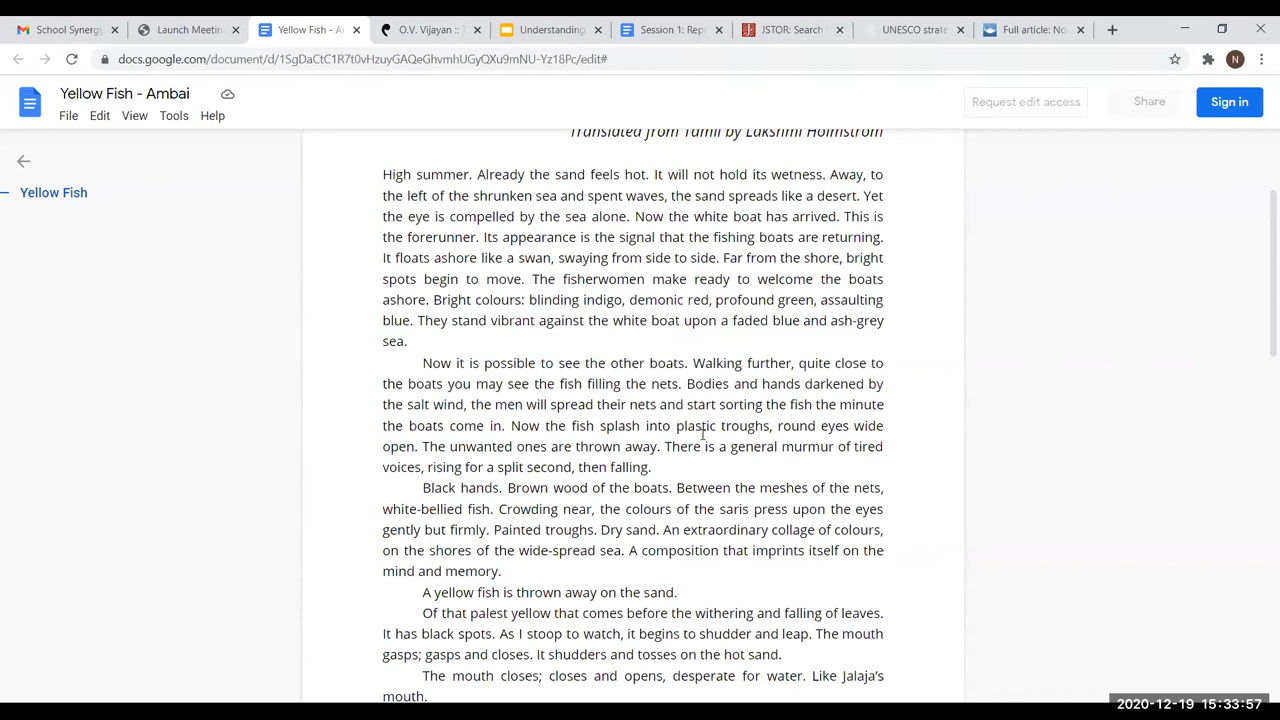 School Synergy
Launch Meetin
Yellow Fish - A
O.V. Vijayan :: T
Understanding
Session 1: Rep
JSTOR: Search
UNESCO strate
Full article: No
docs.google.com/document/d/1SgDaCtC1R7t0vHzuyGAQeGhvmhUGyQXu9mNU-Yz18Pc/edit#
N
Yellow Fish - Ambai
File Edit View Tools Help
Request edit access
Share
Sign in
Yellow Fish
Translated from Tamil by Lakshmi Holmstrom
High summer. Already the sand feels hot. It will not hold its wetness. Away, to
the left of the shrunken sea and spent waves, the sand spreads like a desert. Yet
the eye is compelled by the sea alone. Now the white boat has arrived. This is
the forerunner. Its appearance is the signal that the fishing boats are returning.
It floats ashore like a swan, swaying from side to side. Far from the shore, bright
spots begin to move. The fisherwomen make ready to welcome the boats
ashore. Bright colours: blinding indigo, demonic red, profound green, assaulting
blue. They stand vibrant against the white boat upon a faded blue and ash-grey
sea.
Now it is possible to see the other boats. Walking further, quite close to
the boats you may see the fish filling the nets. Bodies and hands darkened by
the salt wind, the men will spread their nets and start sorting the fish the minute
the boats come in. Now the fish splash into plastic troughs, round eyes wide
open. The unwanted ones are thrown away. There is a general murmur of tired
voices, rising for a split second, then falling.
Black hands. Brown wood of the boats. Between the meshes of the nets,
white-bellied fish. Crowding near, the colours of the saris press upon the eyes
gently but firmly. Painted troughs. Dry sand. An extraordinary collage of colours,
on the shores of the wide-spread sea. A composition that imprints itself on the
mind and memory.
A yellow fish is thrown away on the sand.
Of that palest yellow that comes before the withering and falling of leaves.
It has black spots. As I stoop to watch, it begins to shudder and leap. The mouth
gasps; gasps and closes. It shudders and tosses on the hot sand.
The mouth closes; closes and opens, desperate for water. Like Jalaja's
mouth.
2020-12-19 15:33:57